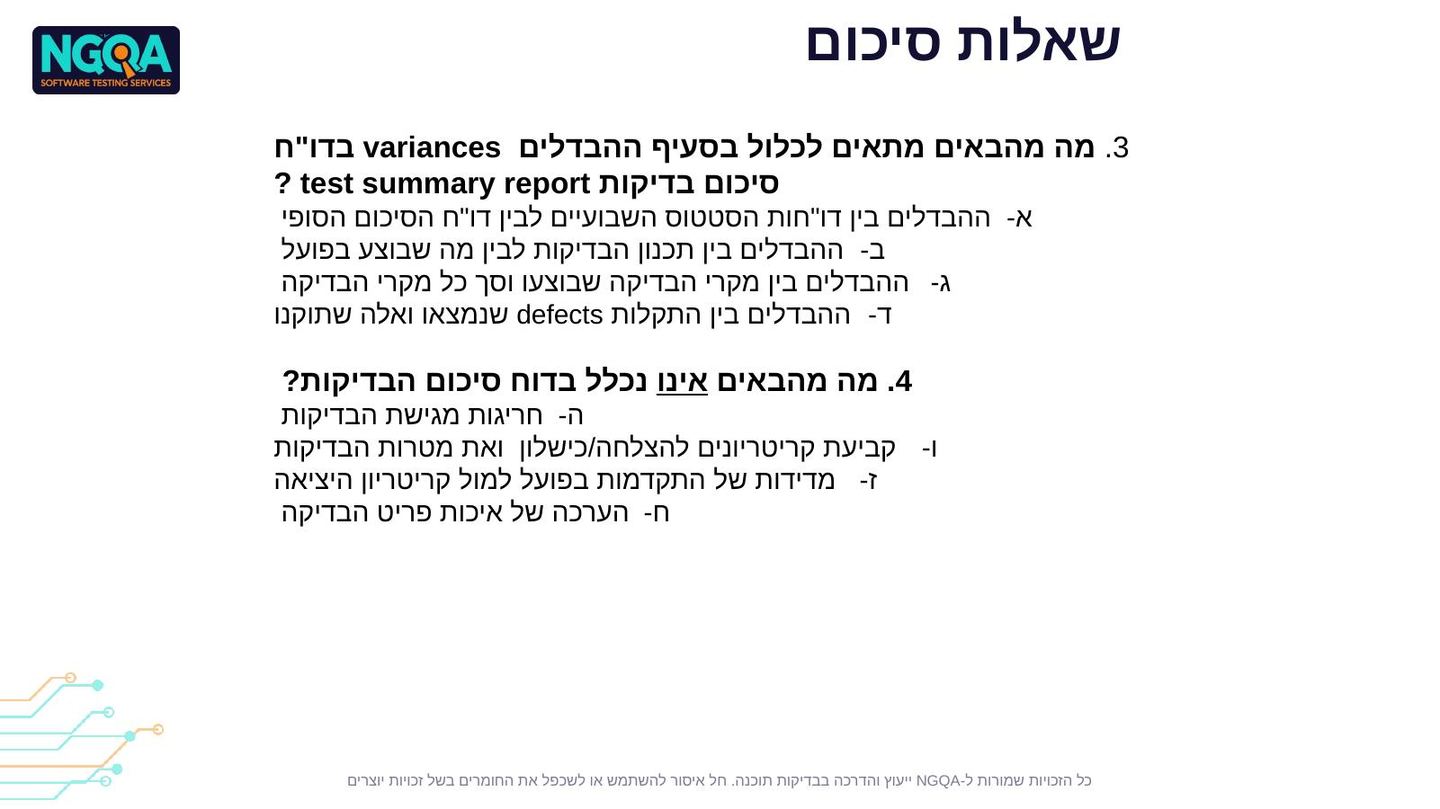 NGQA
SOFTWARE TESTING SERVICES
שאלות סיכום
3. מה מהבאים מתאים לכלול בסעיף ההבדלים variances בדו"ח
סיכום בדיקות test summary report ?
א- ההבדלים בין דו"חות הסטטוס השבועיים לבין דו"ח הסיכום הסופי
ב- ההבדלים בין תכנון הבדיקות לבין מה שבוצע בפועל
ג- ההבדלים בין מקרי הבדיקה שבוצעו וסך כל מקרי הבדיקה
ד- ההבדלים בין התקלות defects שנמצאו ואלה שתוקנו
4. מה מהבאים אינו נכלל בדוח סיכום הבדיקות?
ה- חריגות מגישת הבדיקות
ו- קביעת קריטריונים להצלחה/כישלון ואת מטרות הבדיקות
ז- מדידות של התקדמות בפועל למול קריטריון היציאה
ח- הערכה של איכות פריט הבדיקה
כל הזכויות שמורות ל-NGQA ייעוץ והדרכה בבדיקות תוכנה. חל איסור להשתמש או לשכפל את החומרים בשל זכויות יוצרים